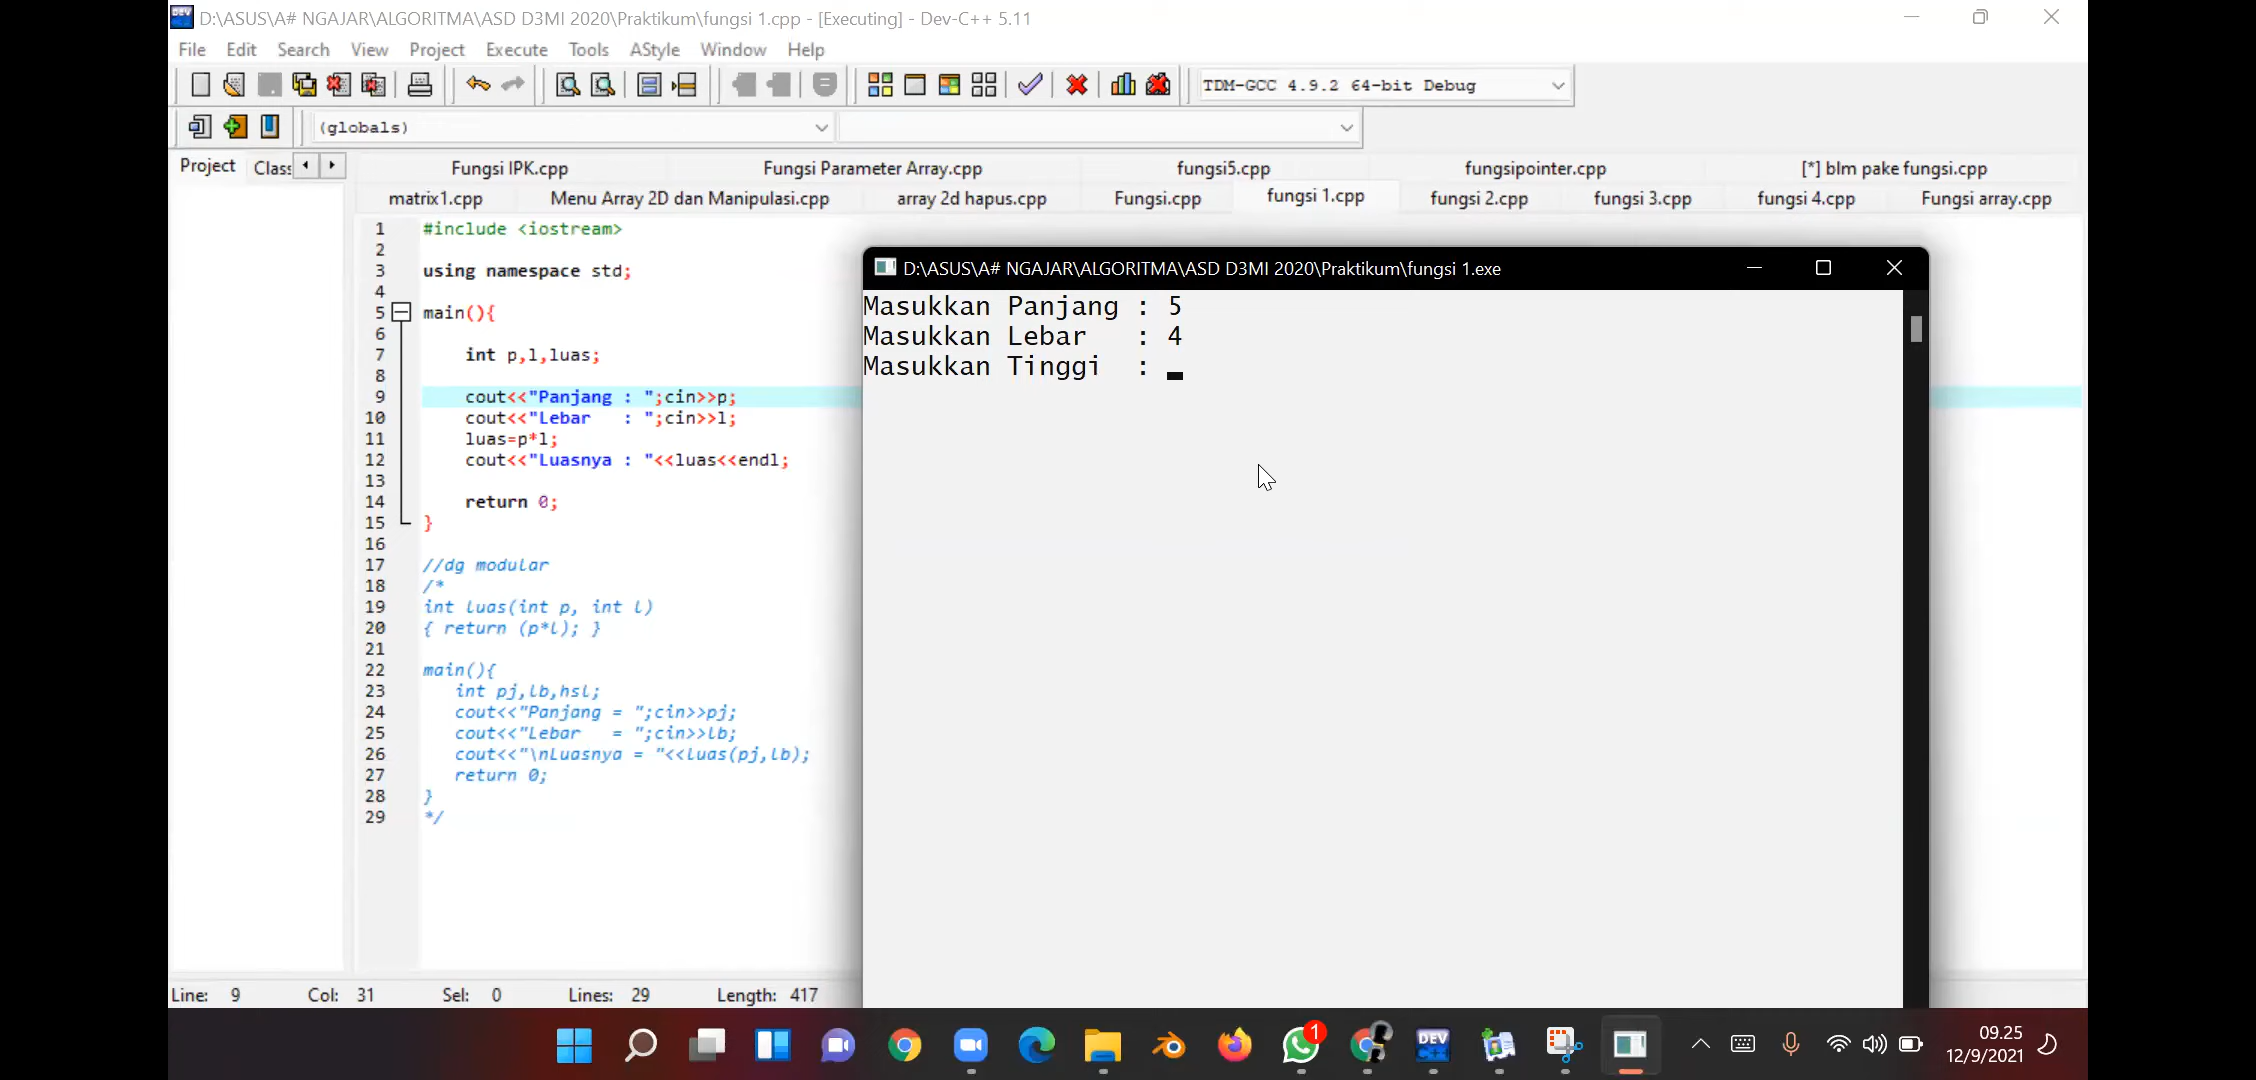 D:\ASUS\A# NGAJAR\ALGORITMA\ASD D3MI 2020\Praktikum\fungsi 1.cpp - [Executing] - Dev-C++ 5.11
File Edit Search View Project Execute Tools AStyle Window Help
TDM-GCC 4.9.2 64-bit Debug
(globals)
Project Clas
Fungsi IPK.cpp Fungsi Parameter Array.cpp fungsi5.cpp fungsipointer.cpp [*] blm pake fungsi.cpp
matrix1.cpp Menu Array 2D dan Manipulasi.cpp array 2d hapus.cpp Fungsi.cpp fungsi 1.cpp fungsi 2.cpp fungsi 3.cpp fungsi 4.cpp Fungsi array.cpp
1 #include <iostream>
2
3 using namespace std;
4
5 main(){
6
7 int p,l,luas;
8
9 cout<<"Panjang : ";cin>>p;
10 cout<<"Lebar   : ";cin>>l;
11 luas=p*l;
12 cout<<"Luasnya : "<<luas<<endl;
13
14 return 0;
15 }
16
17 //dg modular
18 /*
19 int luas(int p, int l)
20 { return (p*l); }
21
22 main(){
23 int pj,lb,hsl;
24 cout<<"Panjang = ";cin>>pj;
25 cout<<"Lebar   = ";cin>>lb;
26 cout<<"\nLuasnya = "<<luas(pj,lb);
27 return 0;
28 }
29 */
D:\ASUS\A# NGAJAR\ALGORITMA\ASD D3MI 2020\Praktikum\fungsi 1.exe
Masukkan Panjang : 5
Masukkan Lebar   : 4
Masukkan Tinggi  :
Line: 9 Col: 31 Sel: 0 Lines: 29 Length: 417
DEV C++
1
09.25
12/9/2021